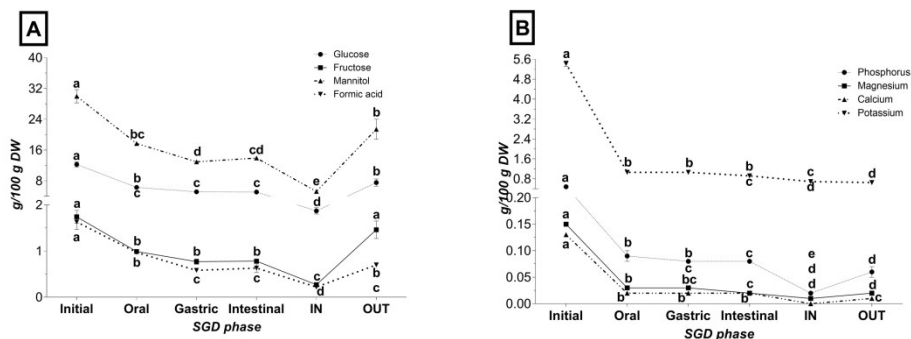 A
Glucose
Fructose
Mannitol
Formic acid
g/100 g DW
40
32
24
16
8
2
1
0
a
bc
d
cd
e
b
a
b
c
c
c
d
b
a
b
b
b
b
a
a
b
c
c
d
b
c
Initial
Oral
Gastric
Intestinal
IN
OUT
SGD phase
B
Phosphorus
Magnesium
Calcium
Potassium
g/100 g DW
5.6
4.8
4.0
3.2
2.4
1.6
0.8
0.20
0.15
0.10
0.05
0.00
a
b
b
b
c
c
d
d
a
b
b
c
c
e
d
d
a
b
bc
b
d
d
a
b
b
b
c
Initial
Oral
Gastric
Intestinal
IN
OUT
SGD phase